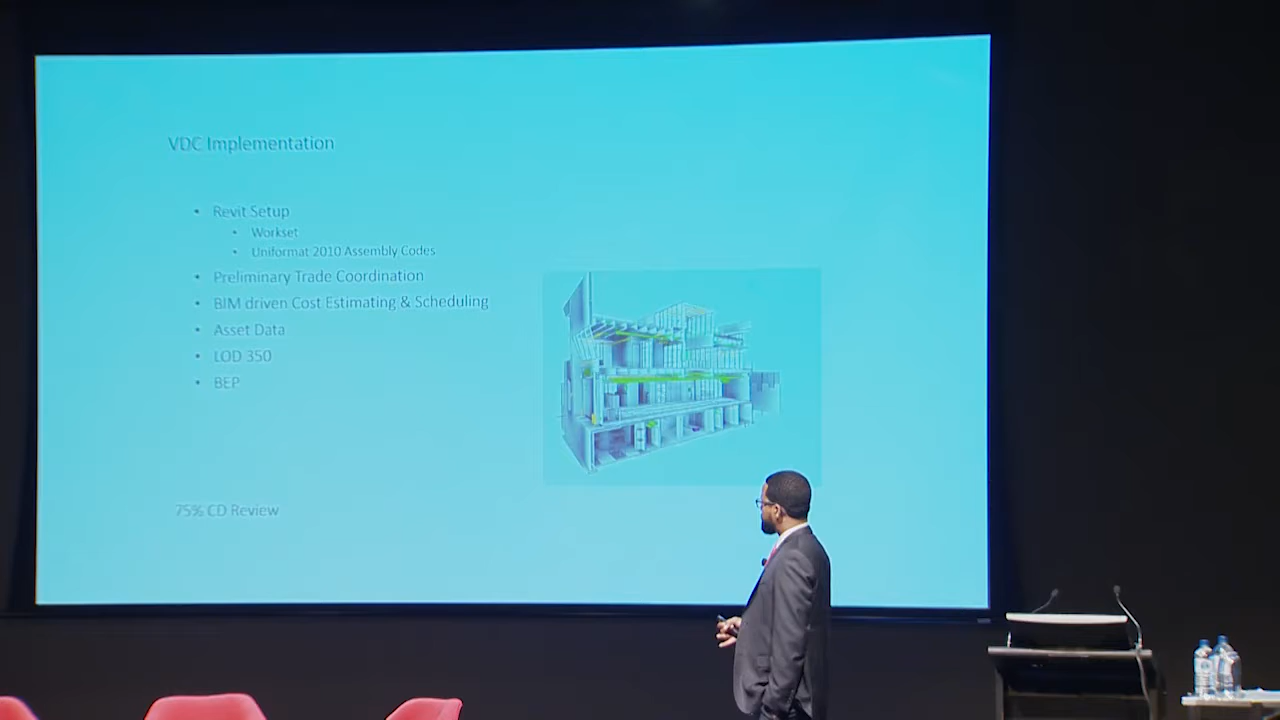 VDC Implementation
• Revit Setup
• Workset
• Uniformat 2010 Assembly Codes
• Preliminary Trade Coordination
• BIM driven Cost Estimating & Scheduling
• Asset Data
• LOD 350
• BEP
75% CD Review